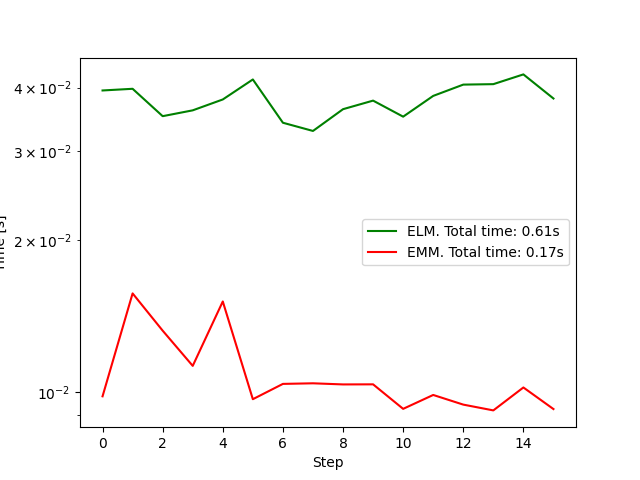 4 × 10⁻²
3 × 10⁻²
2 × 10⁻²
10⁻²
Time [s]
ELM. Total time: 0.61s
EMM. Total time: 0.17s
0 2 4 6 8 10 12 14
Step